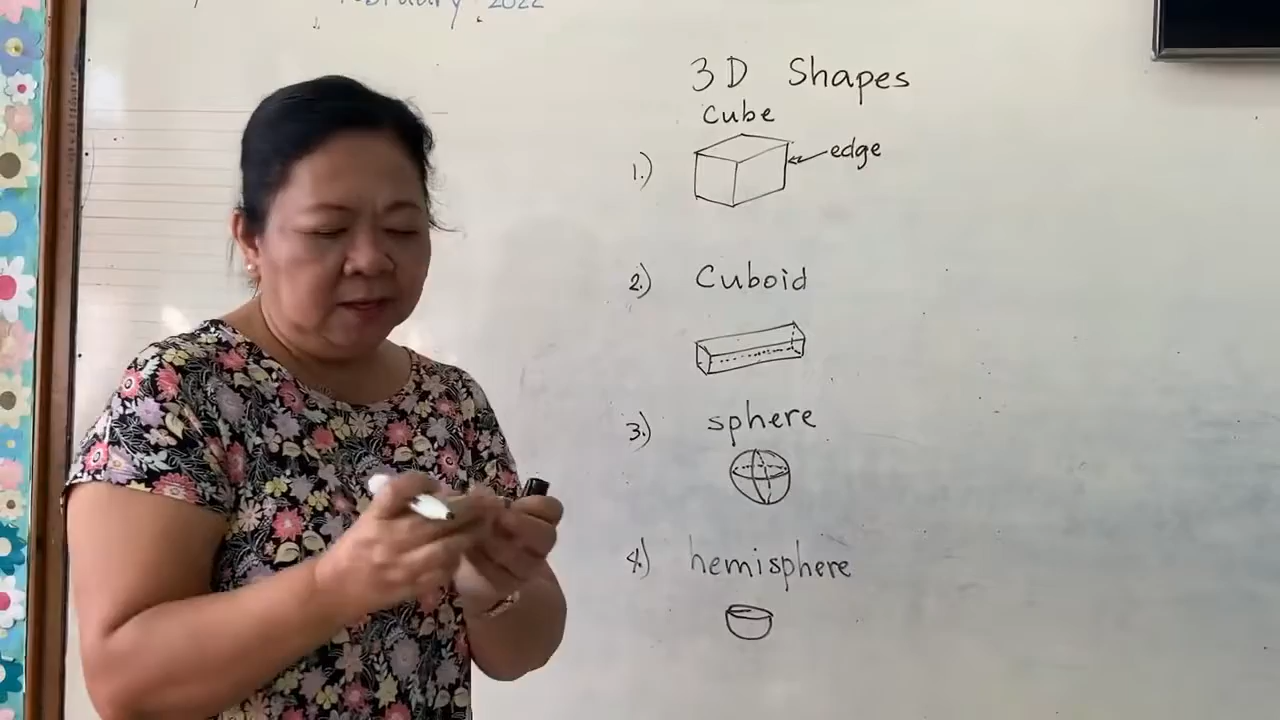 February 2022
3D Shapes
Cube
1.)
edge
2.) Cuboid
3.) sphere
4.) hemisphere